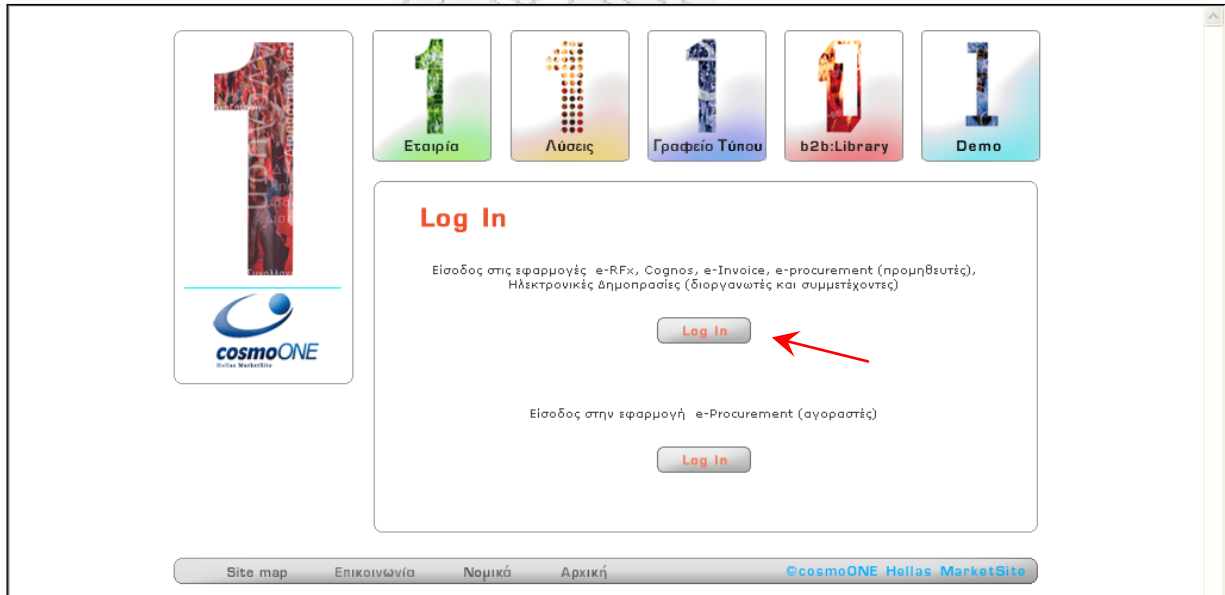 Εταιρία
Λύσεις
Γραφείο Τύπου
b2b:Library
Demo
cosmoONE
Hellas MarketSite
Log In
Είσοδος στις εφαρμογές e-RFx, Cognos, e-Invoice, e-procurement (προμηθευτές),
Ηλεκτρονικές Δημοπρασίες (διοργανωτές και συμμετέχοντες)
Log In
Είσοδος στην εφαρμογή e-Procurement (αγοραστές)
Log In
Site map Επικοινωνία Νομικά Αρχική ©cosmoONE Hellas MarketSite